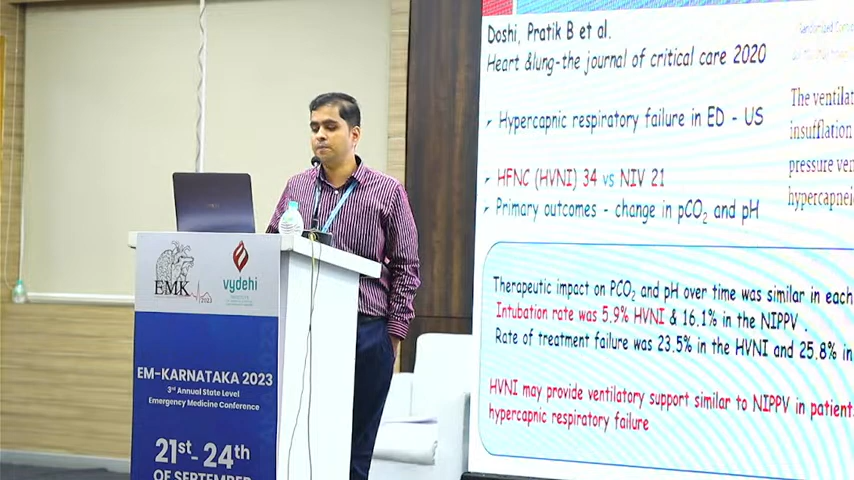 EMK
2023
vydehi
EM-KARNATAKA 2023
3rd Annual State Level
Emergency Medicine Conference
21st - 24th
OF SEPTEMBER
Doshi, Pratik B et al.
Heart &lung-the journal of critical care 2020
Hypercapnic respiratory failure in ED - US
HFNC (HVNI) 34 vs NIV 21
Primary outcomes - change in pCO2 and pH
The ventilat
insufflation
pressure ven
hypercapnei
Therapeutic impact on PCO2 and pH over time was similar in each
Intubation rate was 5.9% HVNI & 16.1% in the NIPPV .
Rate of treatment failure was 23.5% in the HVNI and 25.8% in
HVNI may provide ventilatory support similar to NIPPV in patient
hypercapnic respiratory failure